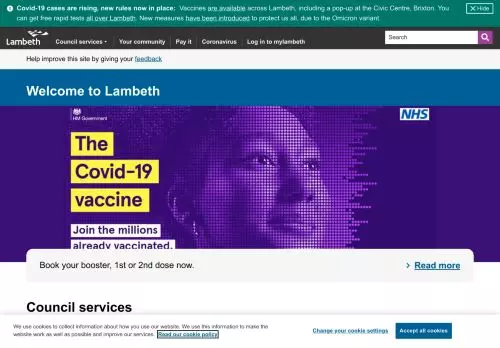 Covid-19 cases are rising, new rules now in place: Vaccines are available across Lambeth, including a pop-up at the Civic Centre, Brixton. You
can get free rapid tests all over Lambeth. New measures have been introduced to protect us all, due to the Omicron variant.
Hide
Lambeth
Council services
Your community
Pay it
Coronavirus
Log in to mylambeth
Search
Help improve this site by giving your feedback
Welcome to Lambeth
HM Government
NHS
The
Covid-19
vaccine
Join the millions
already vaccinated.
Book your booster, 1st or 2nd dose now.
Read more
Council services
We use cookies to collect information about how you use our website. We use this information to make the
website work as well as possible and improve our services. Read our cookie policy
Change your cookie settings
Accept all cookies